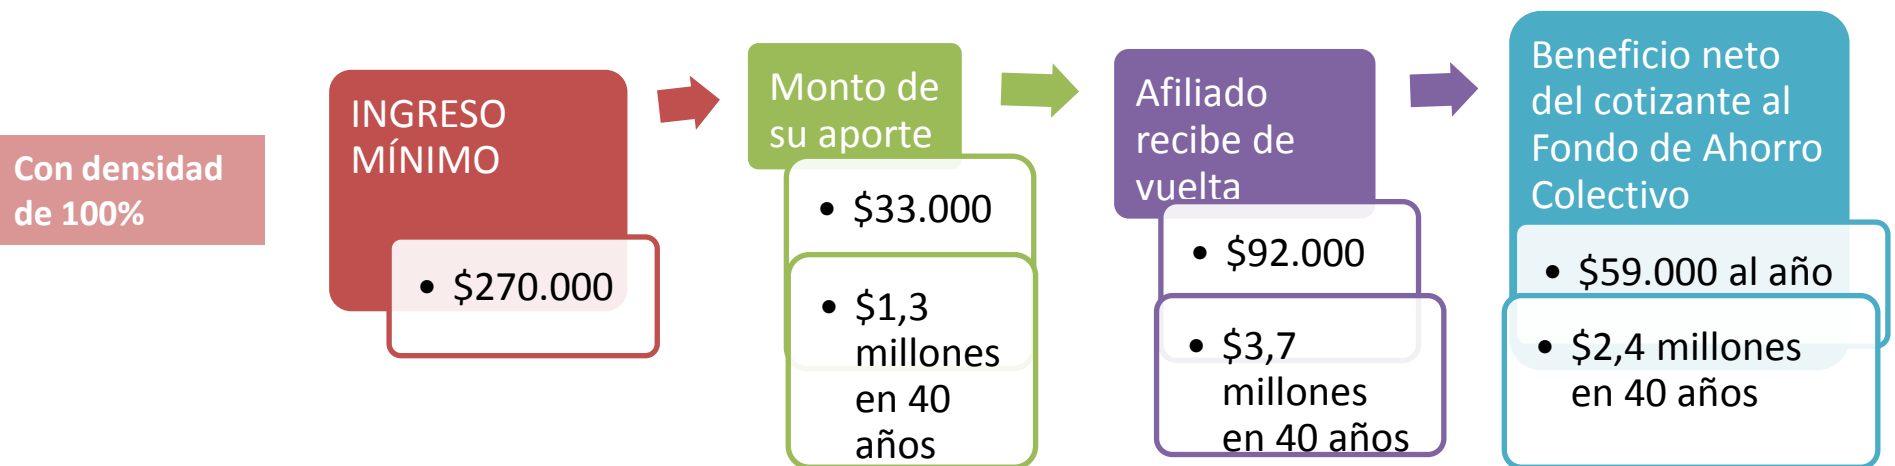 Con densidad
de 100%
INGRESO
MÍNIMO
• $270.000
Monto de
su aporte
• $33.000
• $1,3
millones
en 40
años
Afiliado
recibe de
vuelta
• $92.000
• $3,7
millones
en 40 años
Beneficio neto
del cotizante al
Fondo de Ahorro
Colectivo
• $59.000 al año
• $2,4 millones
en 40 años